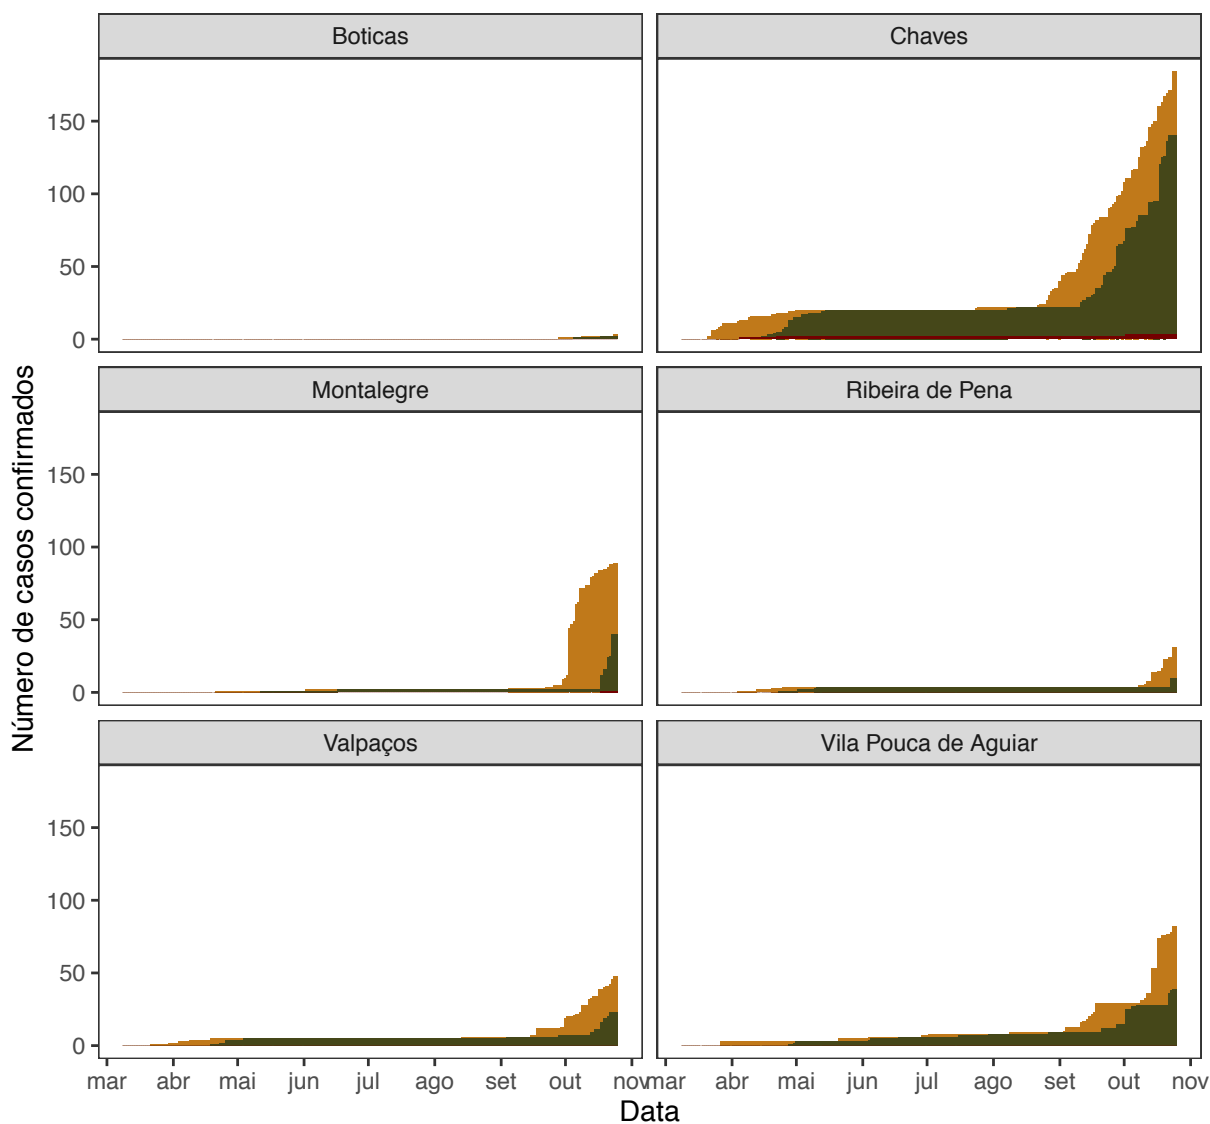 Boticas
Chaves
150
100
50
0
Montalegre
Ribeira de Pena
150
100
50
0
Valpaços
Vila Pouca de Aguiar
150
100
50
0
mar abr mai jun jul ago set out nov
mar abr mai jun jul ago set out nov
Data
Número de casos confirmados